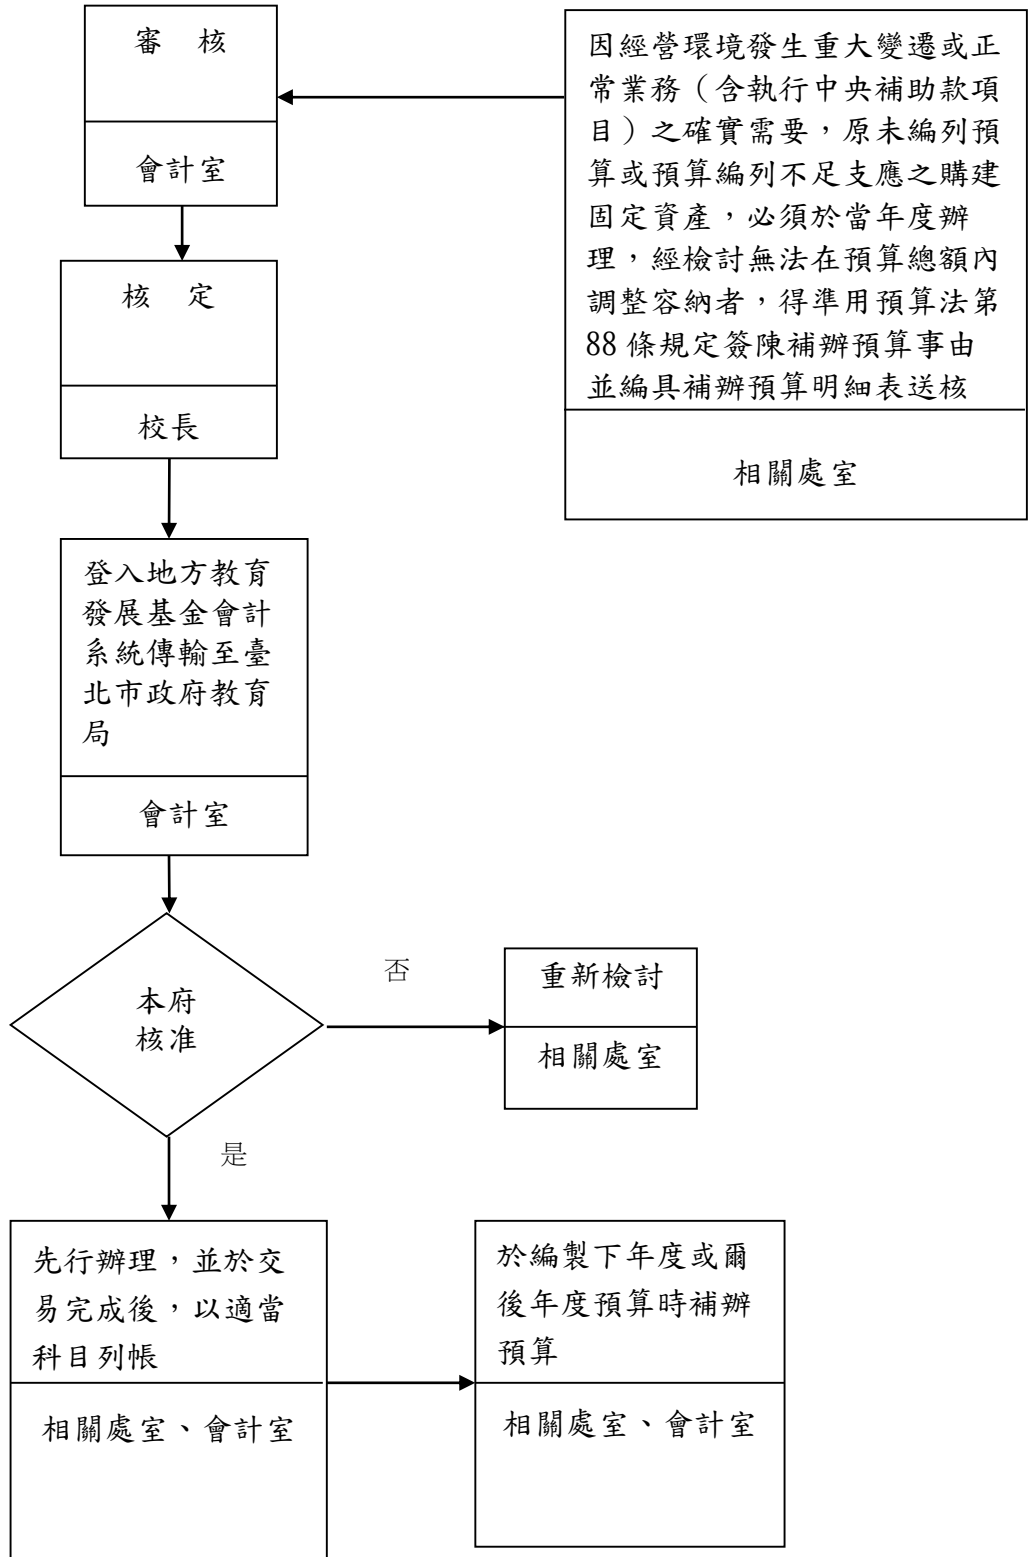 審　核
會計室
因經營環境發生重大變遷或正
常業務（含執行中央補助款項
目）之確實需要，原未編列預
算或預算編列不足支應之購建
固定資產，必須於當年度辦
理，經檢討無法在預算總額內
調整容納者，得準用預算法第
88 條規定簽陳補辦預算事由
並編具補辦預算明細表送核
相關處室
核　定
校長
登入地方教育
發展基金會計
系統傳輸至臺
北市政府教育
局
會計室
本府
核准
否
重新檢討
相關處室
是
先行辦理，並於交
易完成後，以適當
科目列帳
相關處室、會計室
於編製下年度或爾
後年度預算時補辦
預算
相關處室、會計室